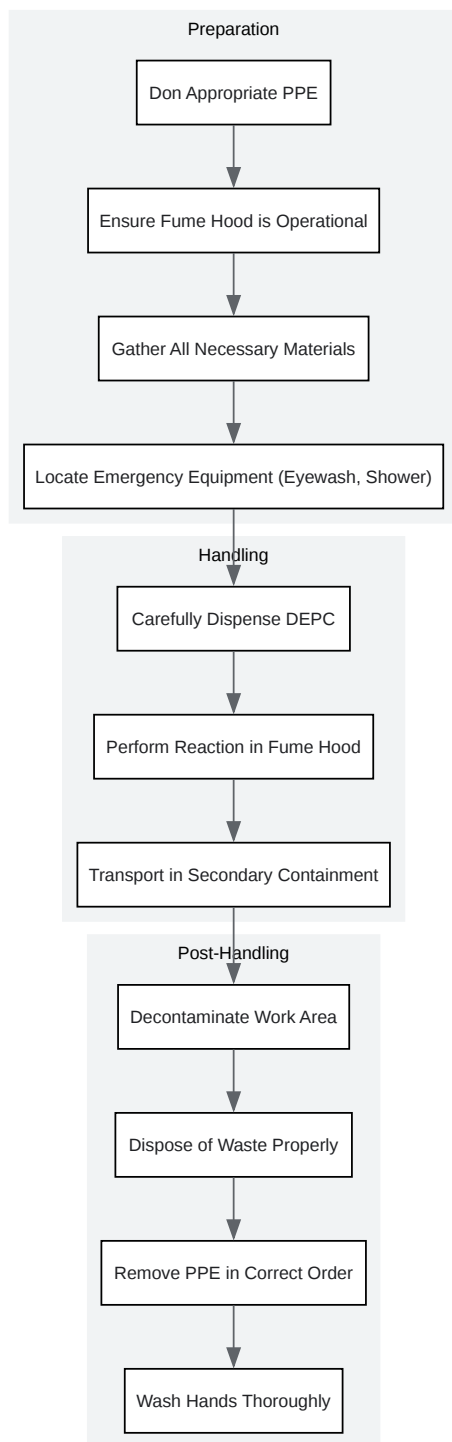 Preparation
Don Appropriate PPE
Ensure Fume Hood is Operational
Gather All Necessary Materials
Locate Emergency Equipment (Eyewash, Shower)
Handling
Carefully Dispense DEPC
Perform Reaction in Fume Hood
Transport in Secondary Containment
Post-Handling
Decontaminate Work Area
Dispose of Waste Properly
Remove PPE in Correct Order
Wash Hands Thoroughly